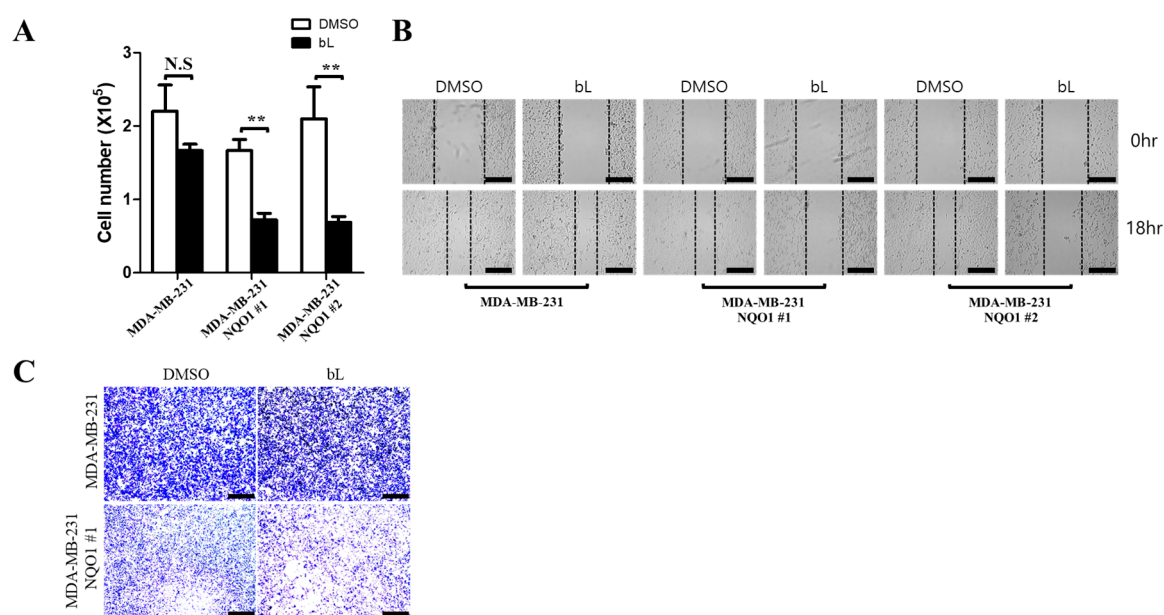 A
DMSO
bL
Cell number (X10⁵)
3
2
1
0
N.S
**
**
MDA-MB-231
MDA-MB-231
NQO1 #1
MDA-MB-231
NQO1 #2
B
DMSO
bL
DMSO
bL
DMSO
bL
0hr
18hr
MDA-MB-231
MDA-MB-231
NQO1 #1
MDA-MB-231
NQO1 #2
C
DMSO
bL
MDA-MB-231
MDA-MB-231
NQO1 #1